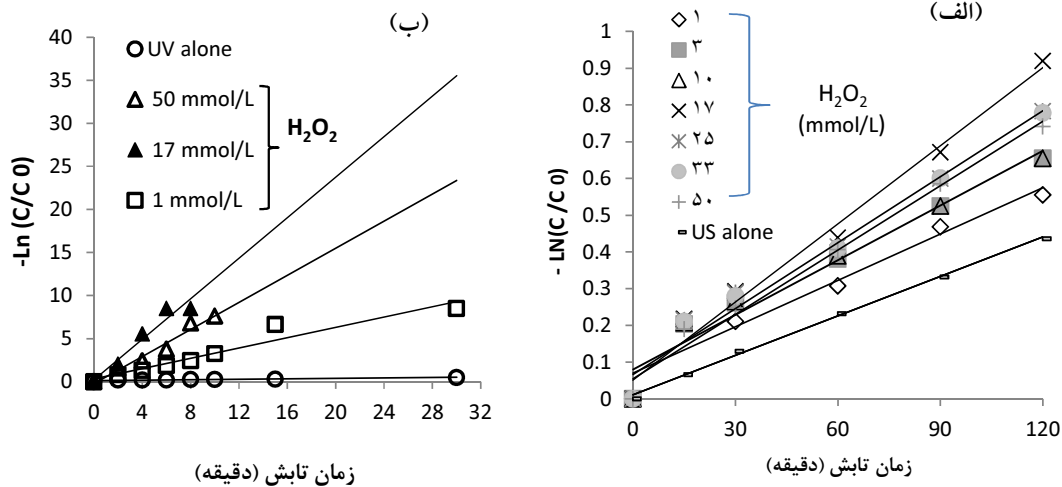 (ب)
40
35
30
25
20
15
10
5
0
-Ln (C/C 0)
UV alone
50 mmol/L
17 mmol/L
1 mmol/L
H₂O₂
0 4 8 12 16 20 24 28 32
زمان تابش (دقیقه)
(الف)
1
0.9
0.8
0.7
0.6
0.5
0.4
0.3
0.2
0.1
0
- LN(C /C 0)
۱
۳
۱۰
۱۷
۲۵
۳۳
۵۰
US alone
H₂O₂
(mmol/L)
0 30 60 90 120
زمان تابش (دقیقه)